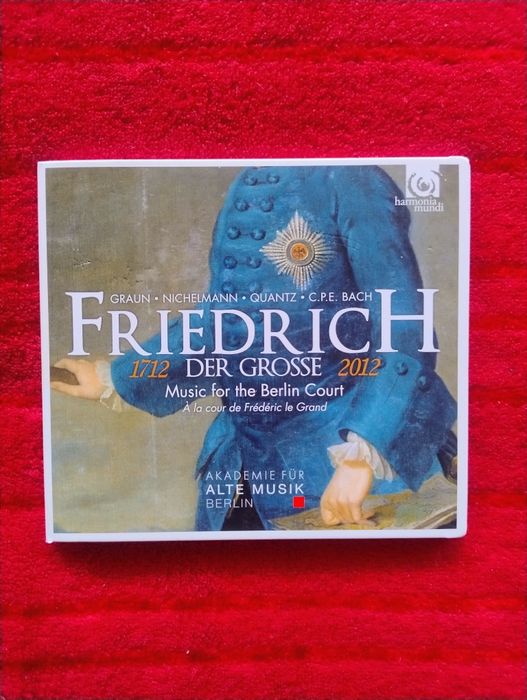 harmonia
mundi
GRAUN • NICHELMANN • QUANTZ • C.P.E. BACH
FRIEDRICH
1712 DER GROSSE 2012
Music for the Berlin Court
À la cour de Frédéric le Grand
AKADEMIE FÜR
ALTE MUSIK
BERLIN